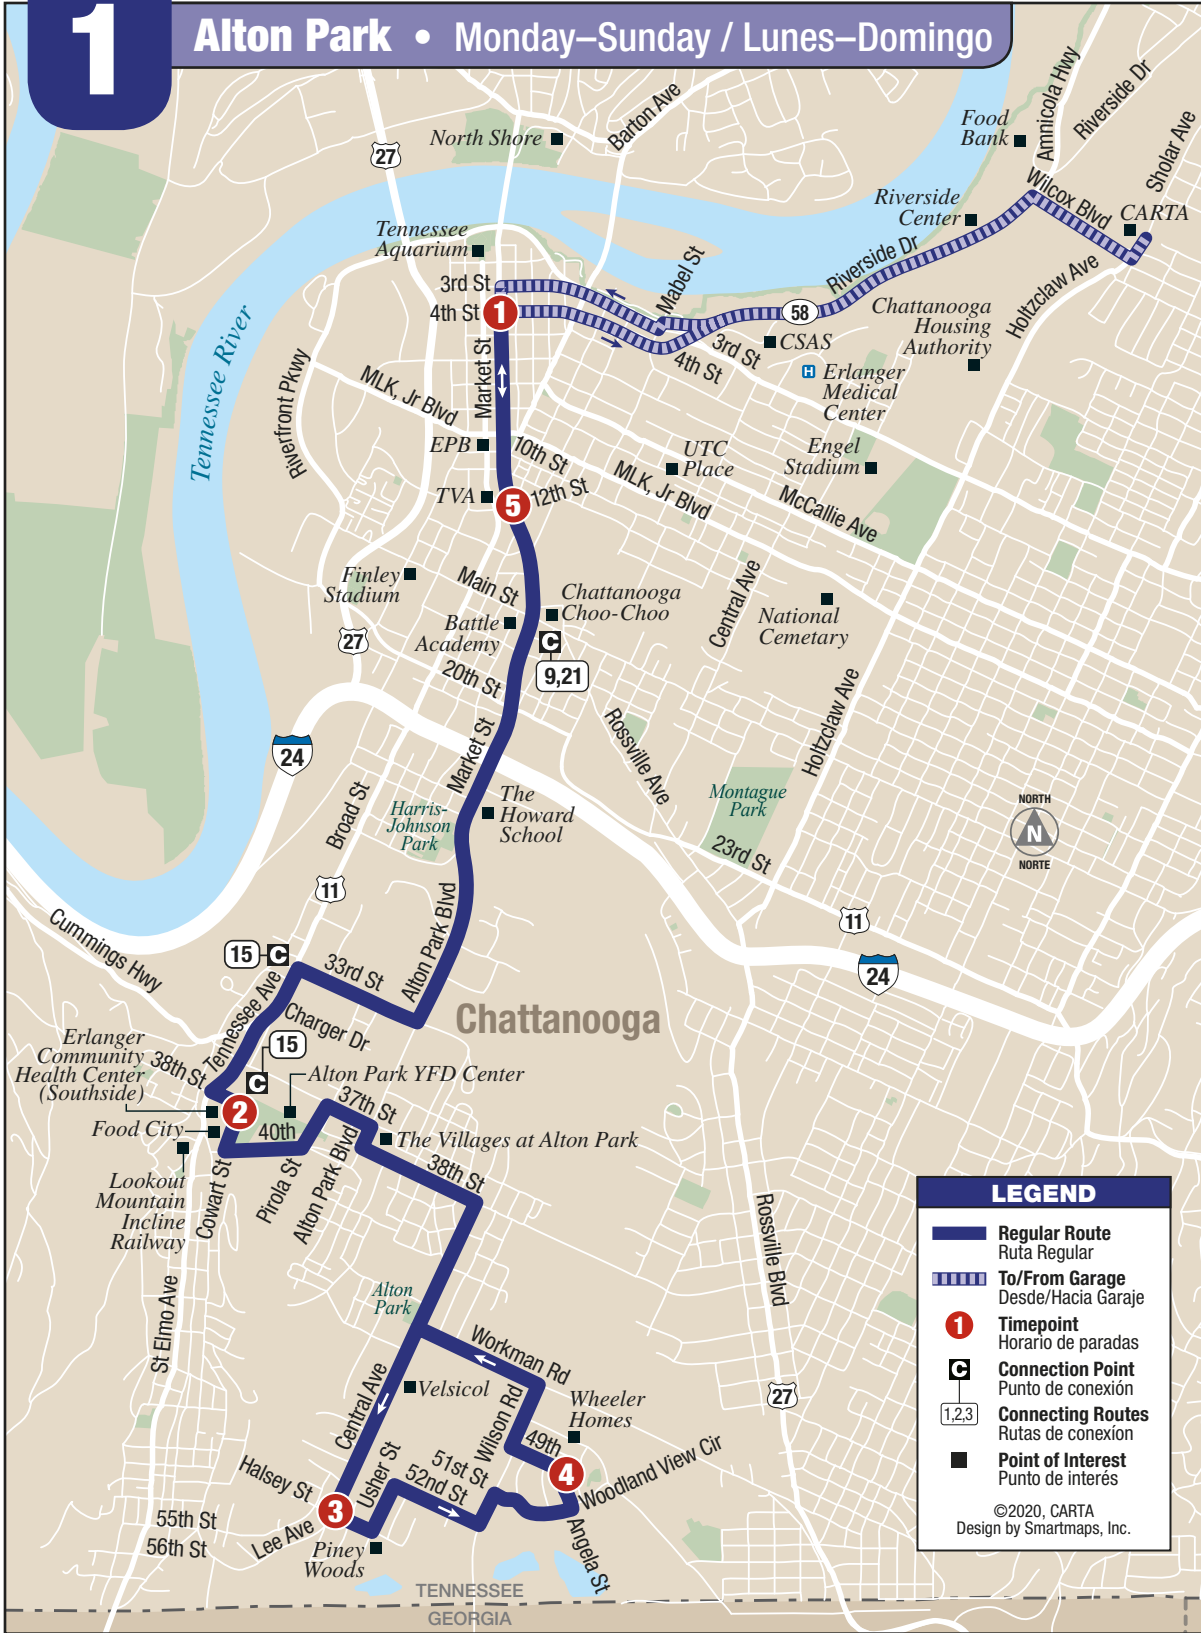 1
Alton Park • Monday–Sunday / Lunes–Domingo
North Shore
Barton Ave
27
Food
Bank
Amnicola Hwy
Riverside Dr
Sholar Ave
Wilcox Blvd
CARTA
Riverside
Center
Tennessee
Aquarium
Mabel St
Riverside Dr
3rd St
4th St
1
58
Holtzclaw Ave
Chattanooga
Housing
Authority
3rd St
4th St
CSAS
H
Erlanger
Medical
Center
Tennessee River
Riverfront Pkwy
Market St
MLK, Jr Blvd
EPB
10th St
UTC
Place
Engel
Stadium
MLK, Jr Blvd
McCallie Ave
TVA
5
12th St
Finley
Stadium
Main St
Chattanooga
Choo-Choo
Battle
Academy
Central Ave
National
Cemetary
27
C
9,21
20th St
Rossville Ave
Holtzclaw Ave
24
Market St
Broad St
Harris-
Johnson
Park
The
Howard
School
Montague
Park
23rd St
NORTH
N
NORTE
11
11
Alton Park Blvd
Cummings Hwy
15
C
33rd St
24
Tennessee Ave
Charger Dr
Chattanooga
Erlanger
Community
Health Center
(Southside)
38th St
15
C
Alton Park YFD Center
2
37th St
Food City
40th
The Villages at Alton Park
Lookout
Mountain
Incline
Railway
Cowart St
Pirola St
Alton Park Blvd
38th St
Rossville Blvd
St Elmo Ave
Alton
Park
Workman Rd
Central Ave
Velsicol
Wilson Rd
Wheeler
Homes
27
49th
4
Woodland View Cir
Halsey St
Usher St
51st St
52nd St
3
55th St
56th St
Lee Ave
Piney
Woods
Angela St
TENNESSEE
GEORGIA
LEGEND
Regular Route
Ruta Regular
To/From Garage
Desde/Hacia Garaje
1
Timepoint
Horario de paradas
C
Connection Point
Punto de conexión
1,2,3
Connecting Routes
Rutas de conexíon
Point of Interest
Punto de interés
©2020, CARTA
Design by Smartmaps, Inc.